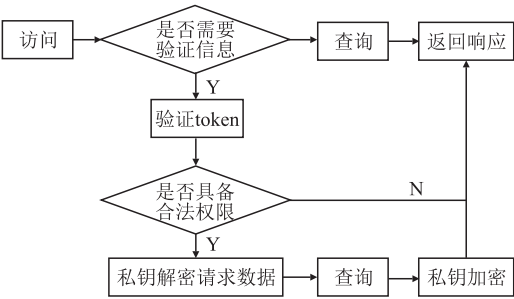 访问
是否需要
验证信息
查询
返回响应
Y
验证token
是否具备
合法权限
N
Y
私钥解密请求数据
查询
私钥加密